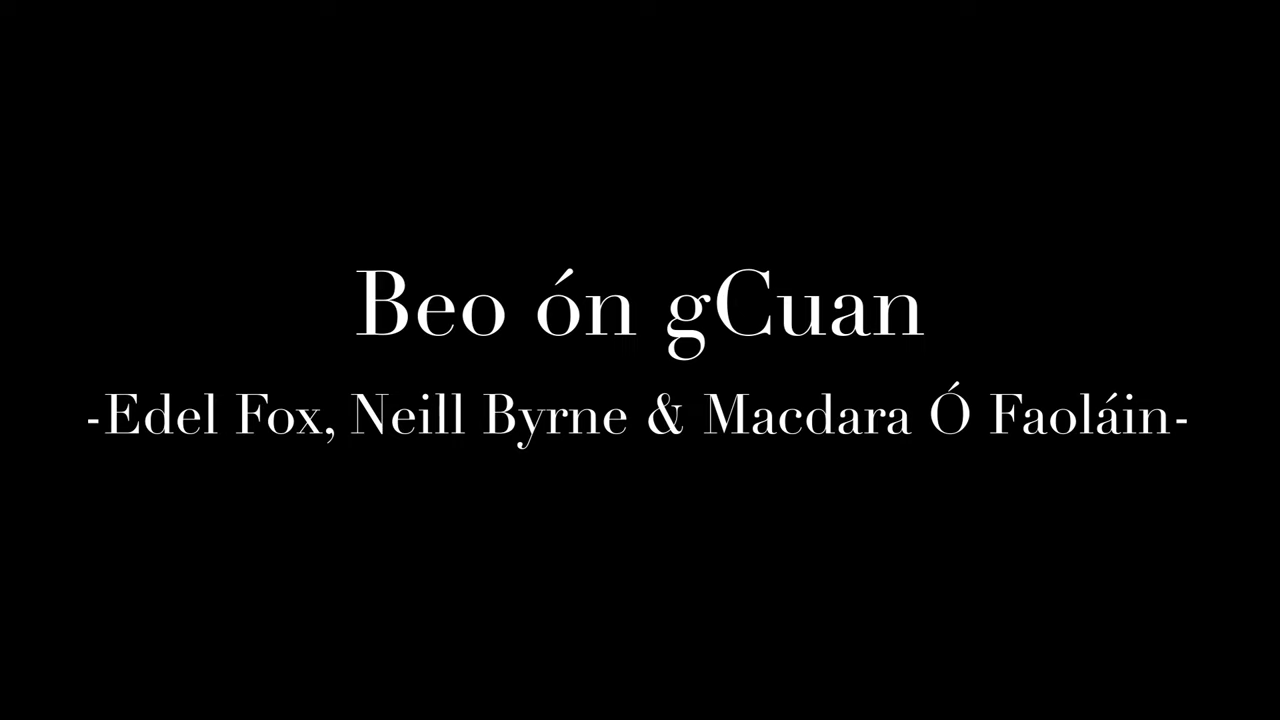 Beo ón gCuan
-Edel Fox, Neill Byrne & Macdara Ó Faoláin-